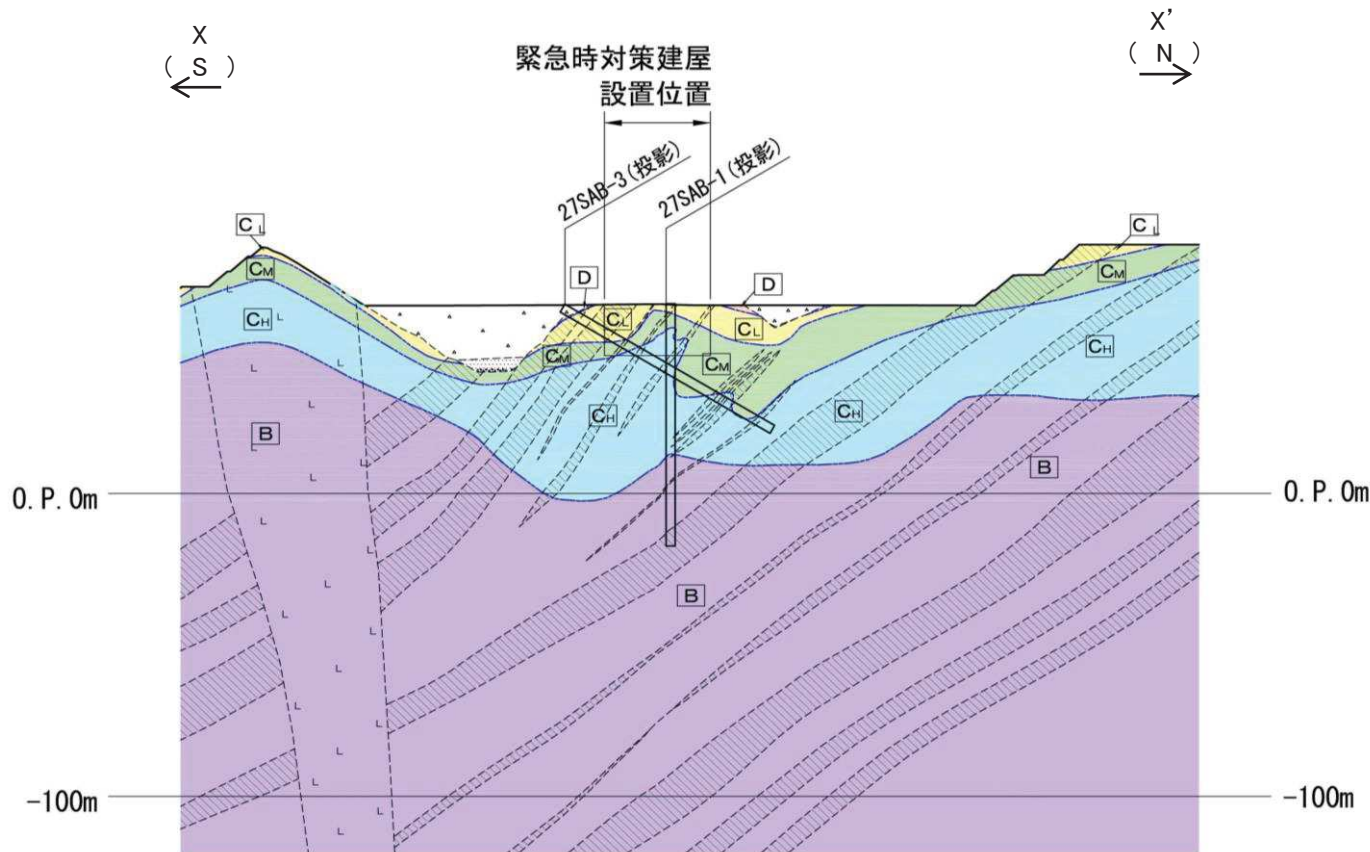 X
( S )
X’
( N )
緊急時対策建屋
設置位置
27SAB-3(投影)
27SAB-1(投影)
CL
CL
CM
D
D
CM
CH
CL
CL
CM
CM
CH
CH
CH
B
B
O.P.0m
O.P.0m
B
-100m
-100m